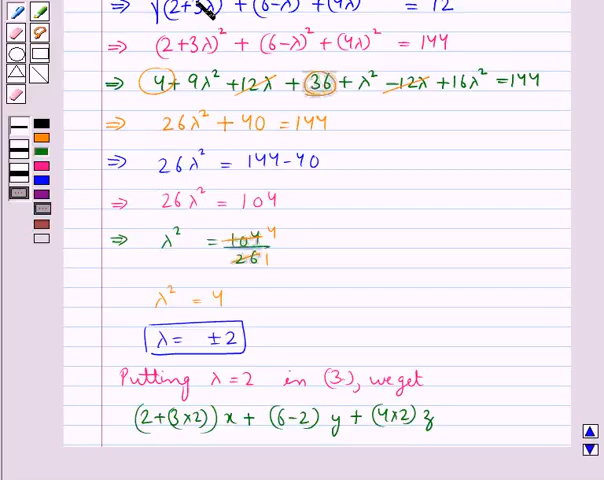 ⇒ √(2+3λ)² + (6-λ)² + (4λ)² = 12
⇒ (2+3λ)² + (6-λ)² + (4λ)² = 144
⇒ 4 + 9λ² + 12λ + 36 + λ² - 12λ + 16λ² = 144
⇒ 26λ² + 40 = 144
⇒ 26λ² = 144 - 40
⇒ 26λ² = 104
⇒ λ² = 104/26 4/1
λ² = 4
λ = ±2
Putting λ = 2 in (3), we get
(2+(3×2))x + (6-2)y + (4×2)z